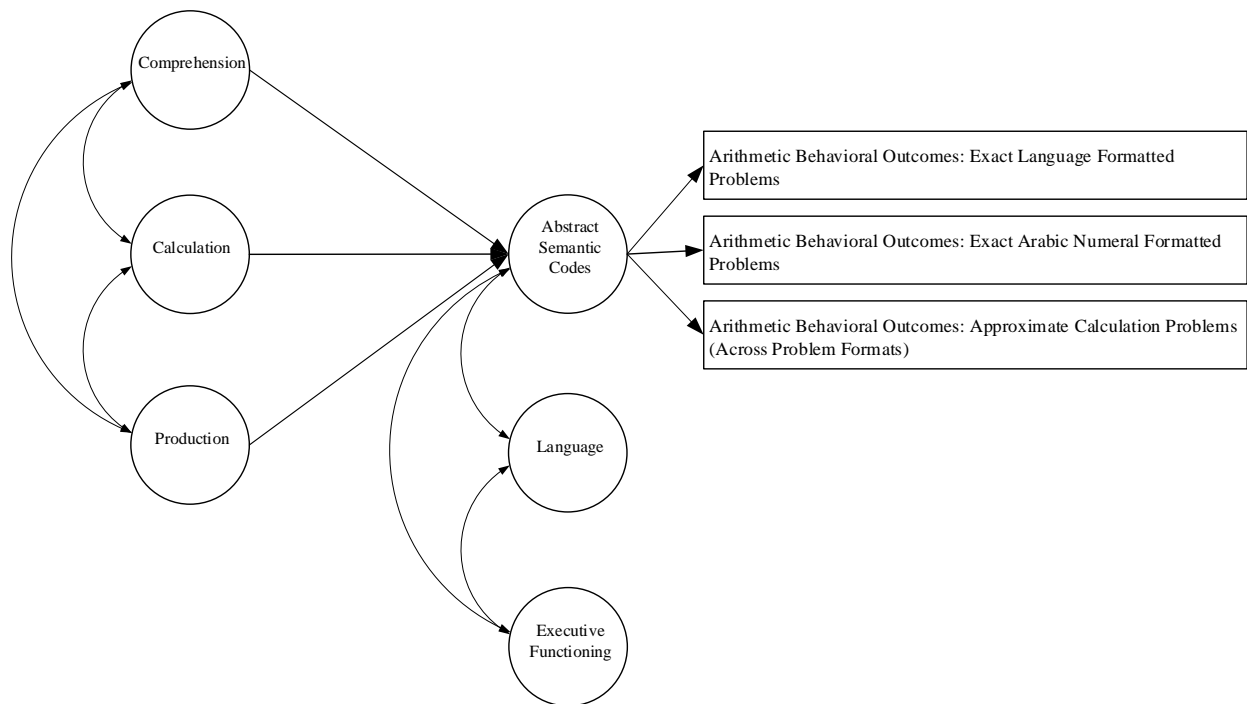 Comprehension
Calculation
Production
Abstract
Semantic
Codes
Language
Executive
Functioning
Arithmetic Behavioral Outcomes: Exact Language Formatted
Problems
Arithmetic Behavioral Outcomes: Exact Arabic Numeral Formatted
Problems
Arithmetic Behavioral Outcomes: Approximate Calculation Problems
(Across Problem Formats)